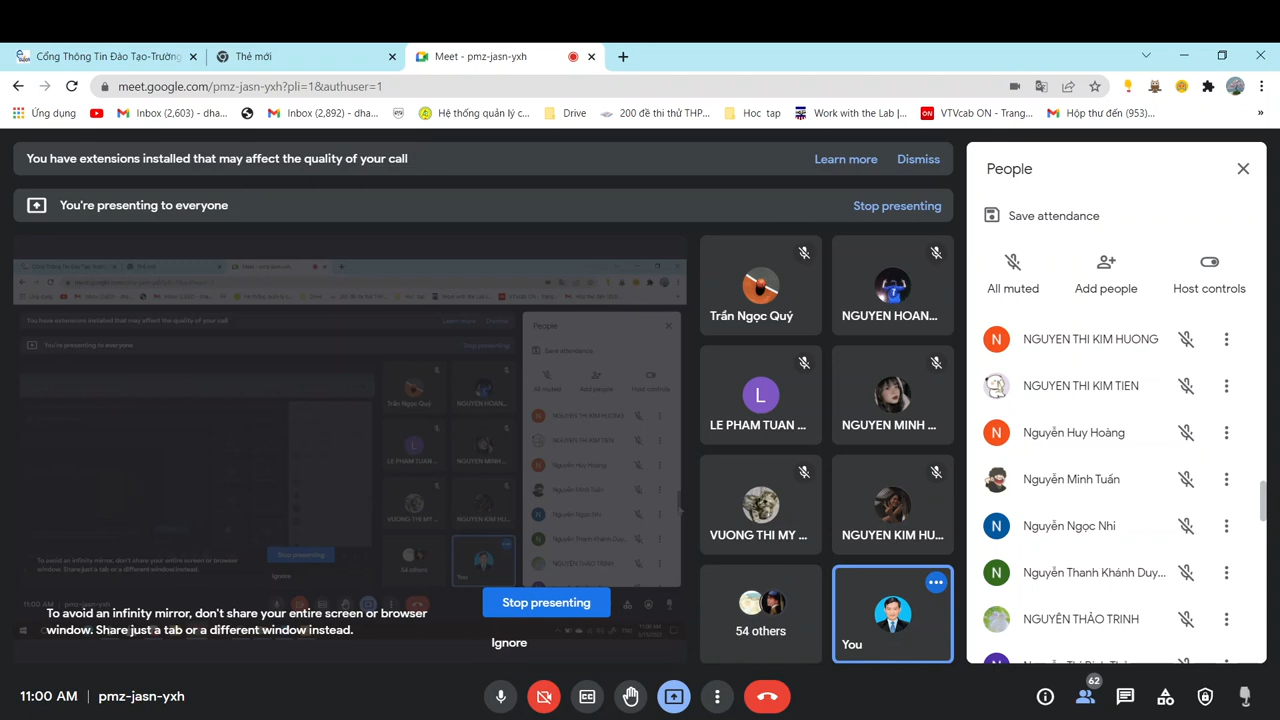 Cổng Thông Tin Đào Tạo-Trường
Thẻ mới
Meet - pmz-jasn-yxh
meet.google.com/pmz-jasn-yxh?pli=1&authuser=1
Ứng dụng
Inbox (2,603) - dha...
Inbox (2,892) - dha...
Hệ thống quản lý c...
Drive
200 đề thi thử THP...
Hoc tap
Work with the Lab |...
VTVcab ON - Trang...
Hộp thư đến (953)...
»
You have extensions installed that may affect the quality of your call
Learn more
Dismiss
You're presenting to everyone
Stop presenting
People
Save attendance
All muted
Add people
Host controls
NGUYEN THI KIM HUONG
NGUYEN THI KIM TIEN
Nguyễn Huy Hoàng
Nguyễn Minh Tuấn
Nguyễn Ngọc Nhi
Nguyễn Thanh Khánh Duy...
NGUYỄN THẢO TRINH
Trần Ngọc Quý
NGUYEN HOAN...
LE PHAM TUAN ...
NGUYEN MINH ...
VUONG THI MY ...
NGUYEN KIM HU...
54 others
You
To avoid an infinity mirror, don't share your entire screen or browser
window. Share just a tab or a different window instead.
Stop presenting
Ignore
11:00 AM | pmz-jasn-yxh
62